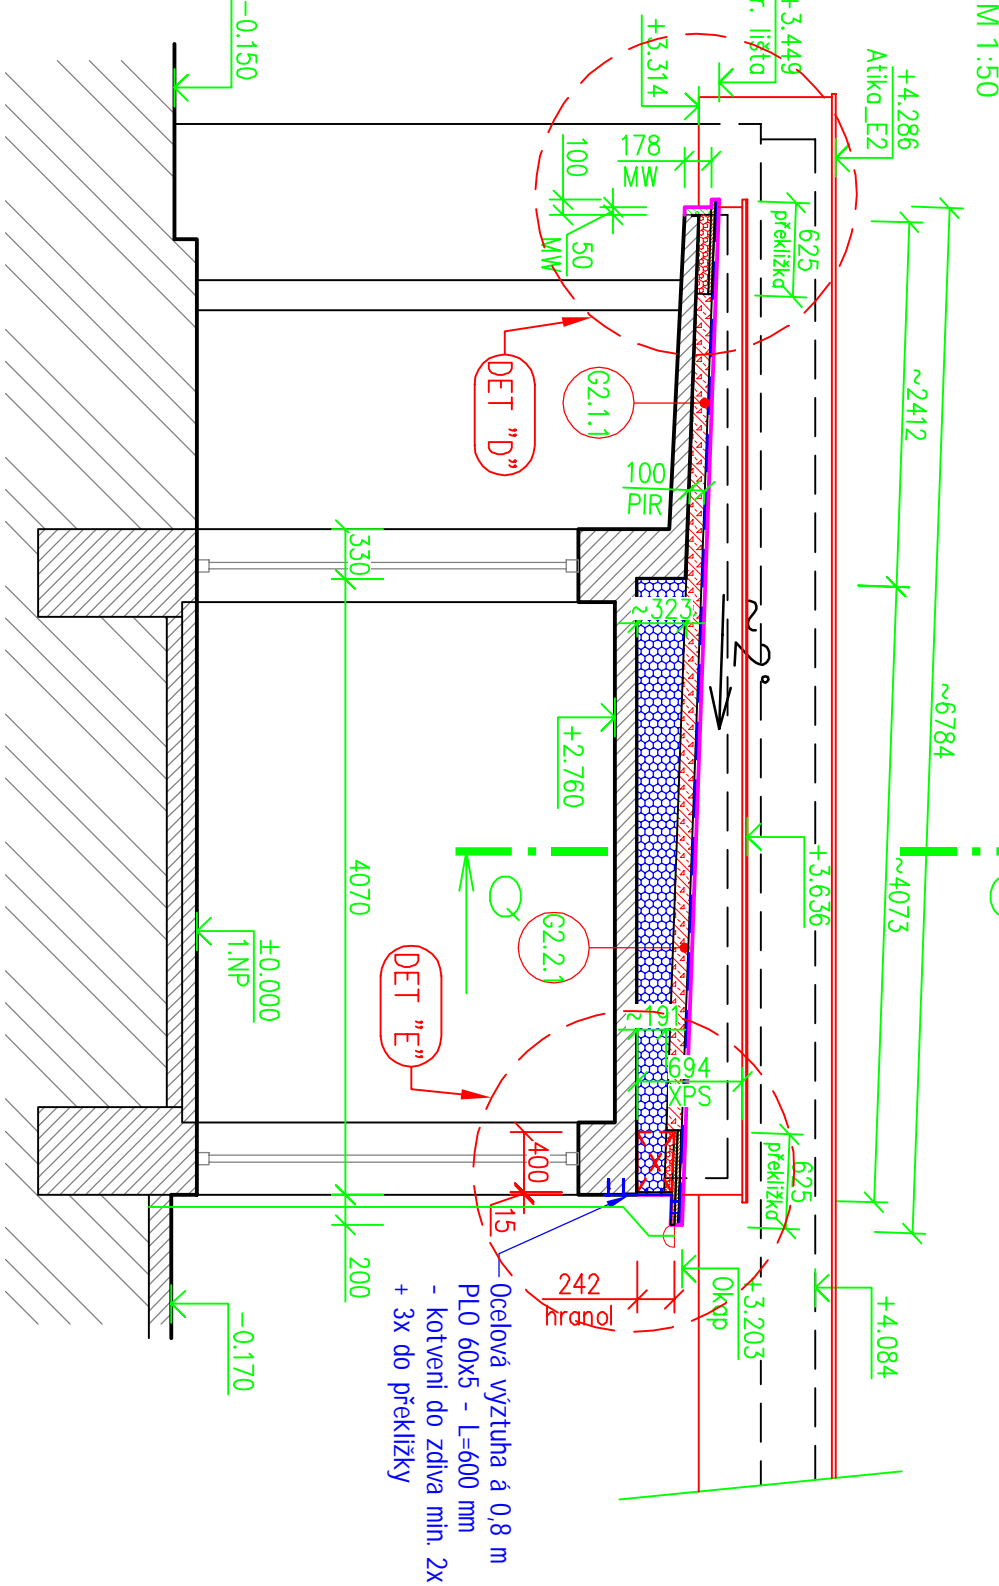 M 1:50
+4.286
Atika_E2
+3.449
r. lišta
+3.314
-0.150
178
MW
100
50
MW
625
překližka
~2412
~6784
~4073
DET "D"
G2.1.1
100
PIR
330
~323
~2°
+2.760
+3.636
4070
±0.000
1.NP
G2.2.1
DET "E"
~191
694
XPS
625
překližka
400
15
200
242
hranol
+3.203
Okap
+4.084
-0.170
Ocelová výztuha á 0,8 m
PLO 60x5 - L=600 mm
- kotveni do zdiva min. 2x
+ 3x do překližky